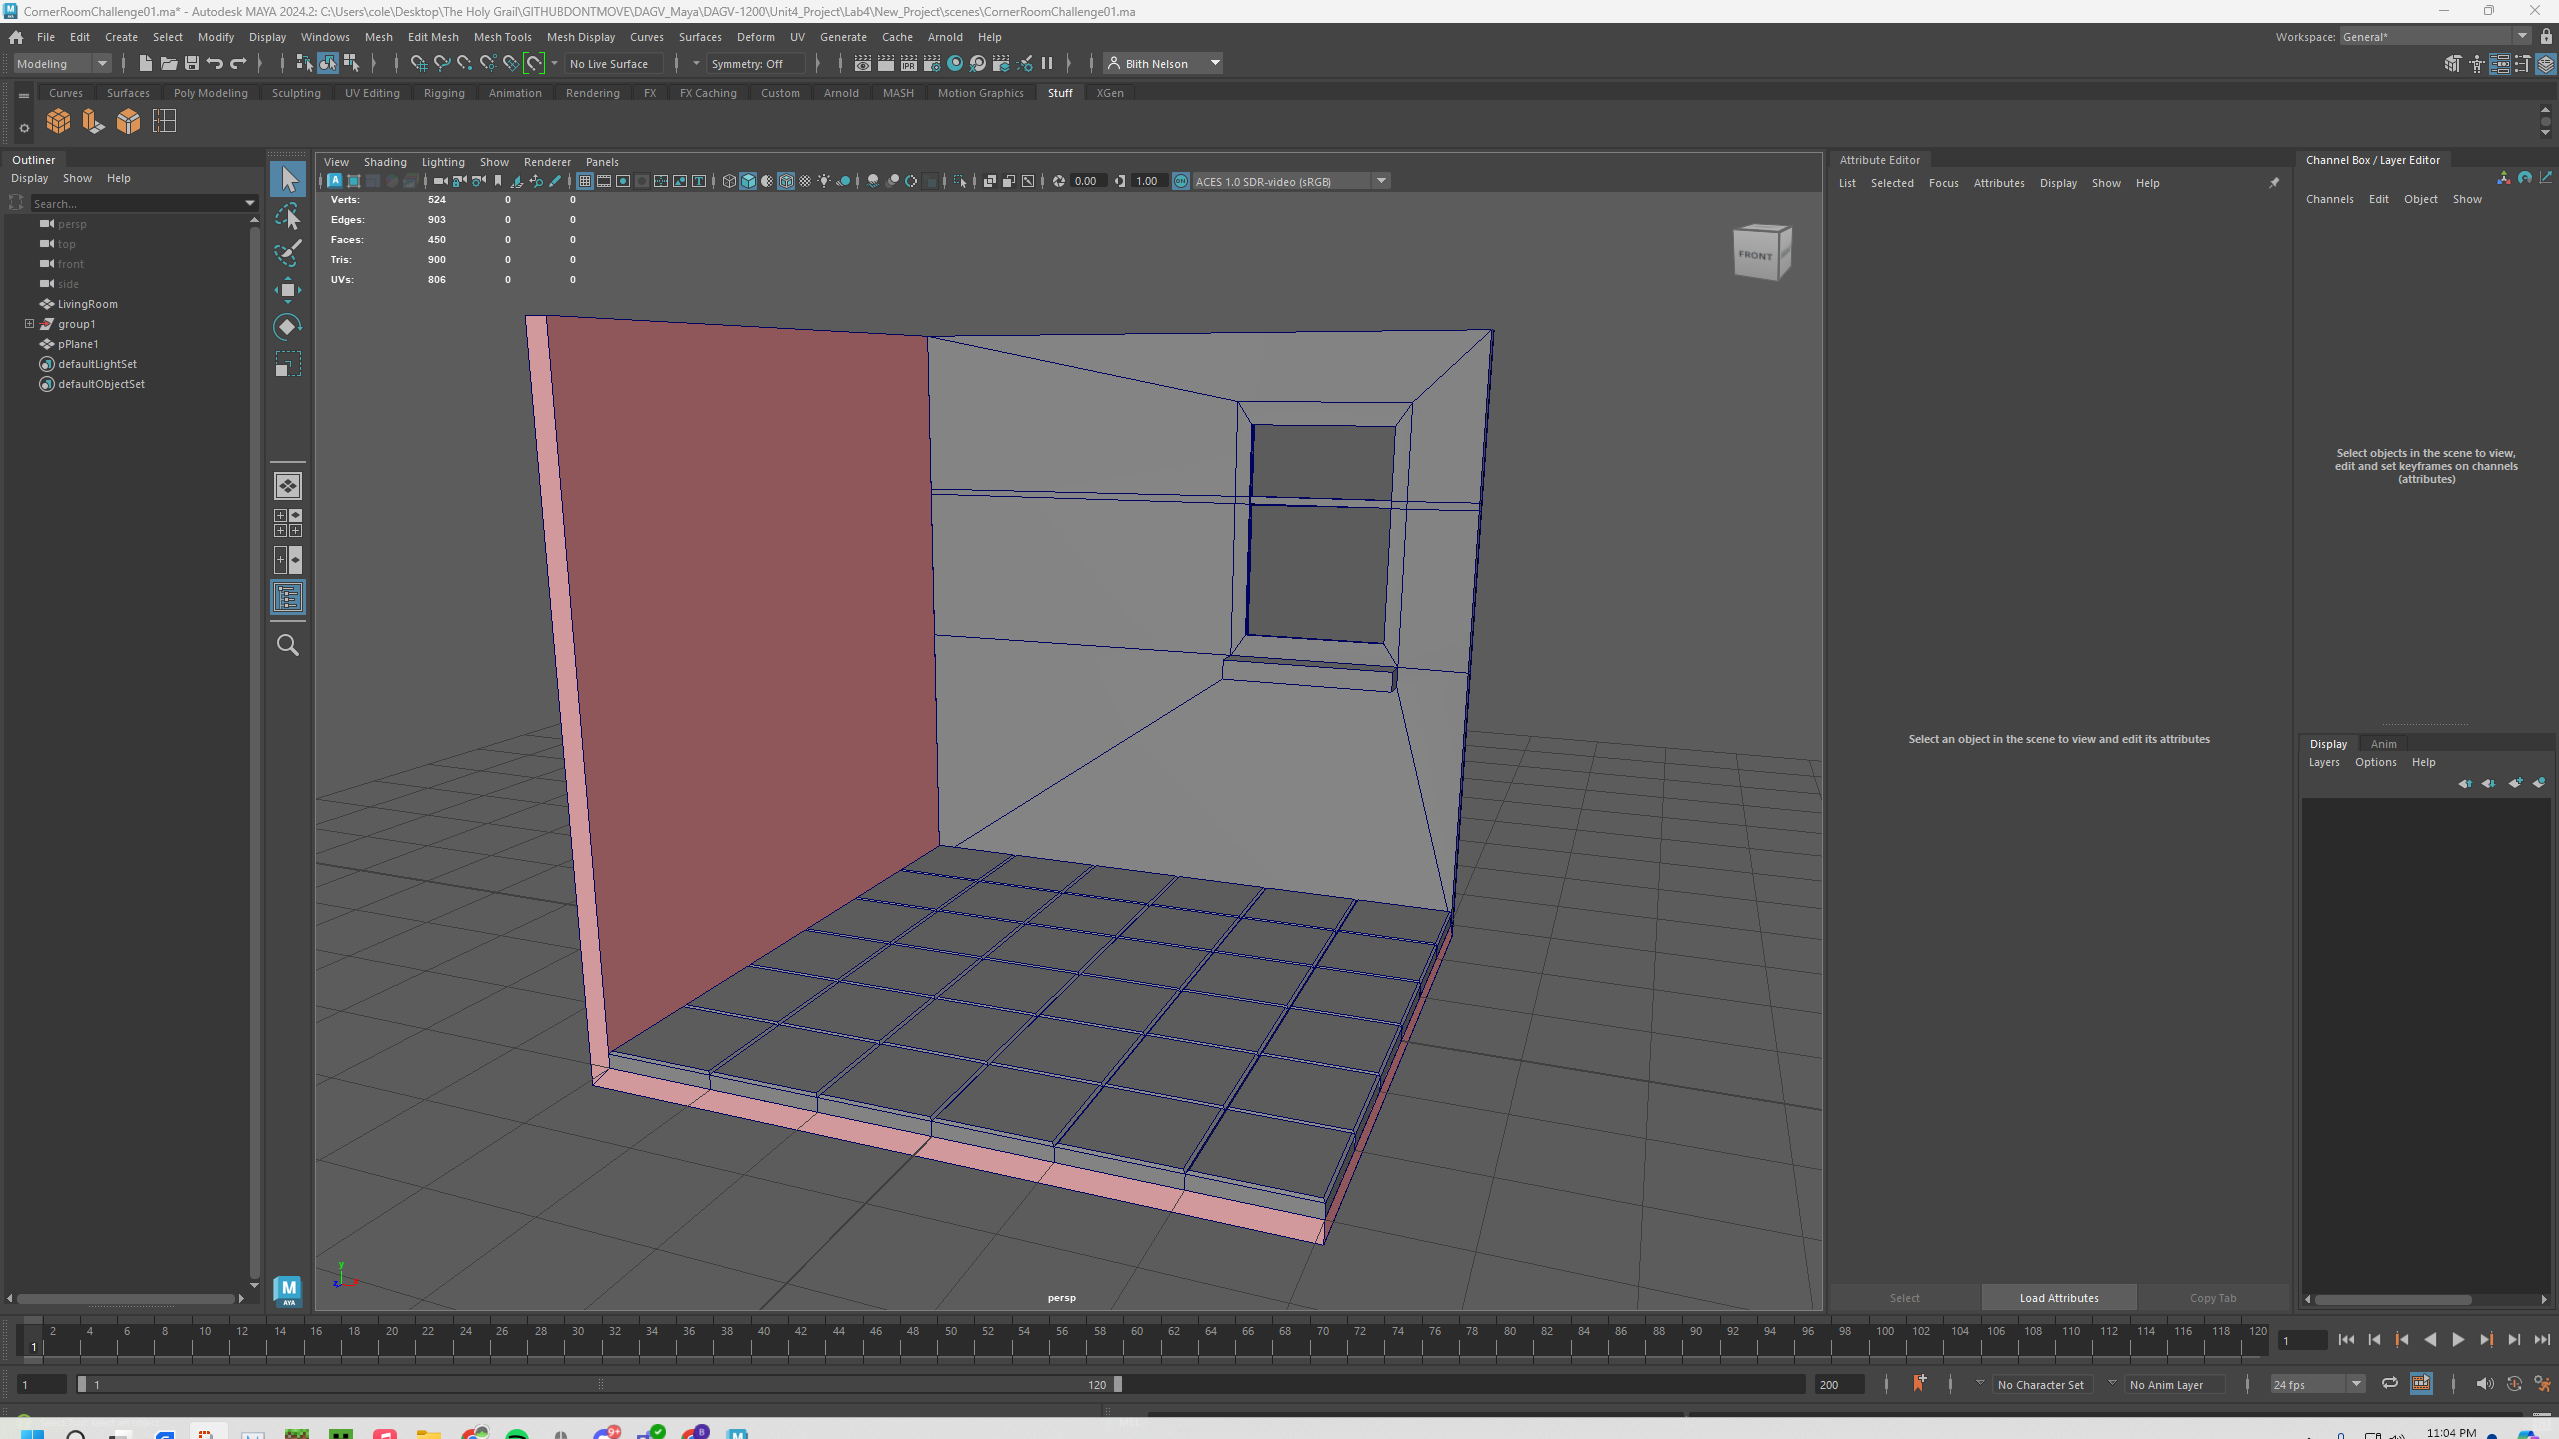 CornerRoomChallenge01.ma* - Autodesk MAYA 2024.2: C:\Users\cole\Desktop\The Holy Grail\GITHUBDONTMOVE\DAGV_Maya\DAGV-1200\Unit4_Project\Lab4\New_Project\scenes\CornerRoomChallenge01.ma
File Edit Create Select Modify Display Windows Mesh Edit Mesh Mesh Tools Mesh Display Curves Surfaces Deform UV Generate Cache Arnold Help
Workspace: General*
Modeling No Live Surface Symmetry: Off IPR Blith Nelson
Curves Surfaces Poly Modeling Sculpting UV Editing Rigging Animation Rendering FX FX Caching Custom Arnold MASH Motion Graphics Stuff XGen
Outliner
Display Show Help
Search...
persp
top
front
side
LivingRoom
group1
pPlane1
defaultLightSet
defaultObjectSet
View Shading Lighting Show Renderer Panels
0.00 1.00 ON ACES 1.0 SDR-video (sRGB)
Verts: 524 0 0
Edges: 903 0 0
Faces: 450 0 0
Tris: 900 0 0
UVs: 806 0 0
FRONT
y
persp
M
AYA
Attribute Editor
List Selected Focus Attributes Display Show Help
Select an object in the scene to view and edit its attributes
Select Load Attributes Copy Tab
Channel Box / Layer Editor
Channels Edit Object Show
Select objects in the scene to view,
edit and set keyframes on channels
(attributes)
Display Anim
Layers Options Help
2 4 6 8 10 12 14 16 18 20 22 24 26 28 30 32 34 36 38 40 42 44 46 48 50 52 54 56 58 60 62 64 66 68 70 72 74 76 78 80 82 84 86 88 90 92 94 96 98 100 102 104 106 108 110 112 114 116 118 120
1
1
1 1 120 200 No Character Set No Anim Layer 24 fps
9+ B
11:04 PM